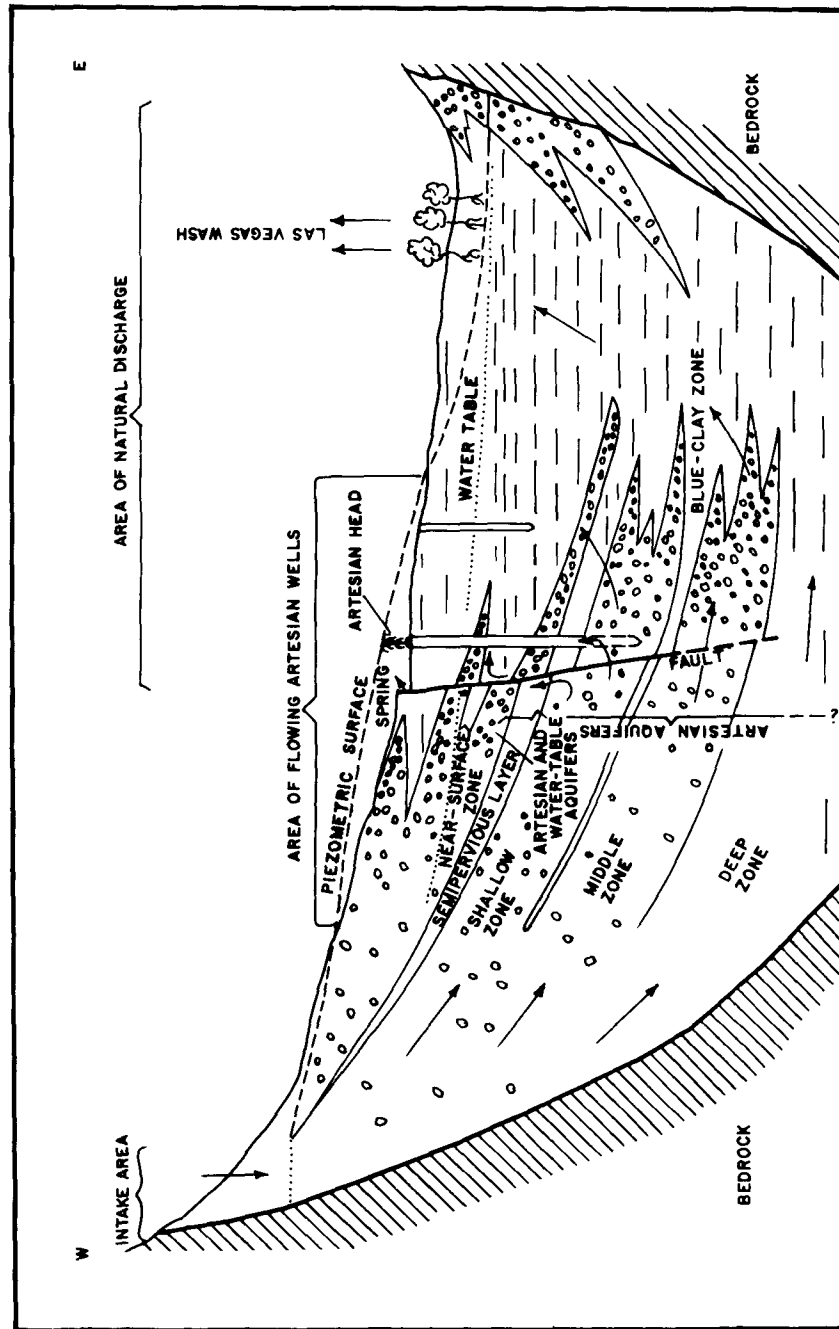 W
E
INTAKE AREA
AREA OF NATURAL DISCHARGE
AREA OF FLOWING ARTESIAN WELLS
LAS VEGAS WASH
PIEZOMETRIC SURFACE
SPRING
ARTESIAN HEAD
WATER TABLE
NEAR-SURFACE
ZONE
SEMIPERVIOUS LAYER
SHALLOW
ZONE
ARTESIAN AND
WATER-TABLE
AQUIFERS
MIDDLE
ZONE
DEEP
ZONE
ARTESIAN AQUIFERS
?
FAULT
BLUE-CLAY ZONE
BEDROCK
BEDROCK